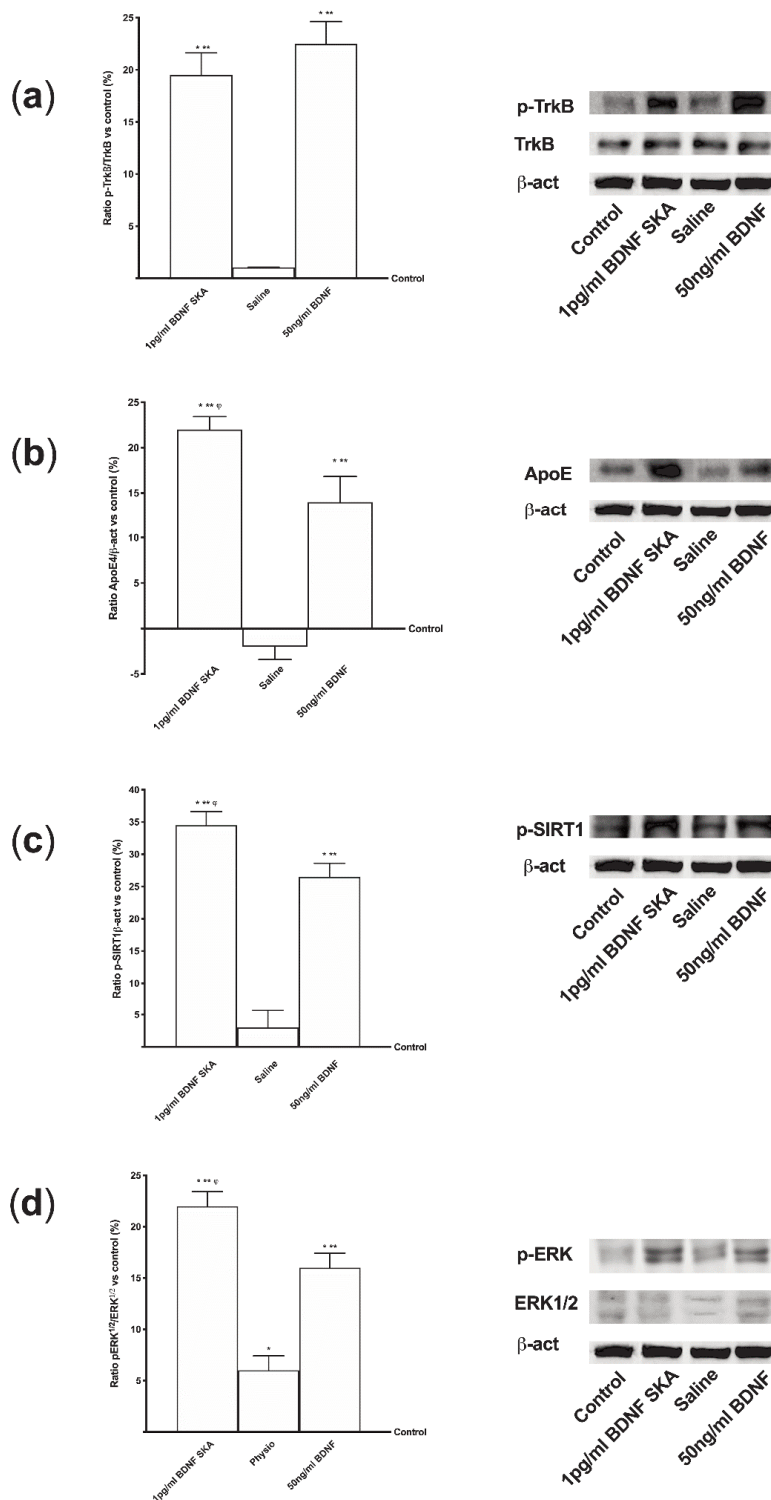 (a)
Ratio p-Trkß/TrkB vs control (%)
25
20
15
10
5
* **
* **
Control
1pg/ml BDNF SKA
Saline
50ng/ml BDNF
p-TrkB
TrkB
β-act
Control
1pg/ml BDNF SKA
Saline
50ng/ml BDNF
(b)
Ratio ApoE4/β-act vs control (%)
25
20
15
10
5
-5
* ** φ
* **
Control
1pg/ml BDNF SKA
Saline
50ng/ml BDNF
ApoE
β-act
Control
1pg/ml BDNF SKA
Saline
50ng/ml BDNF
(c)
Ratio p-SIRT1β-act vs control (%)
40
35
30
25
20
15
10
5
* ** φ
* **
Control
1pg/ml BDNF SKA
Saline
50ng/ml BDNF
p-SIRT1
β-act
Control
1pg/ml BDNF SKA
Saline
50ng/ml BDNF
(d)
Ratio pERK1/2/ERK1/2 vs control (%)
25
20
15
10
5
* ** φ
*
* **
Control
1pg/ml BDNF SKA
Physio
50ng/ml BDNF
p-ERK
ERK1/2
β-act
Control
1pg/ml BDNF SKA
Saline
50ng/ml BDNF